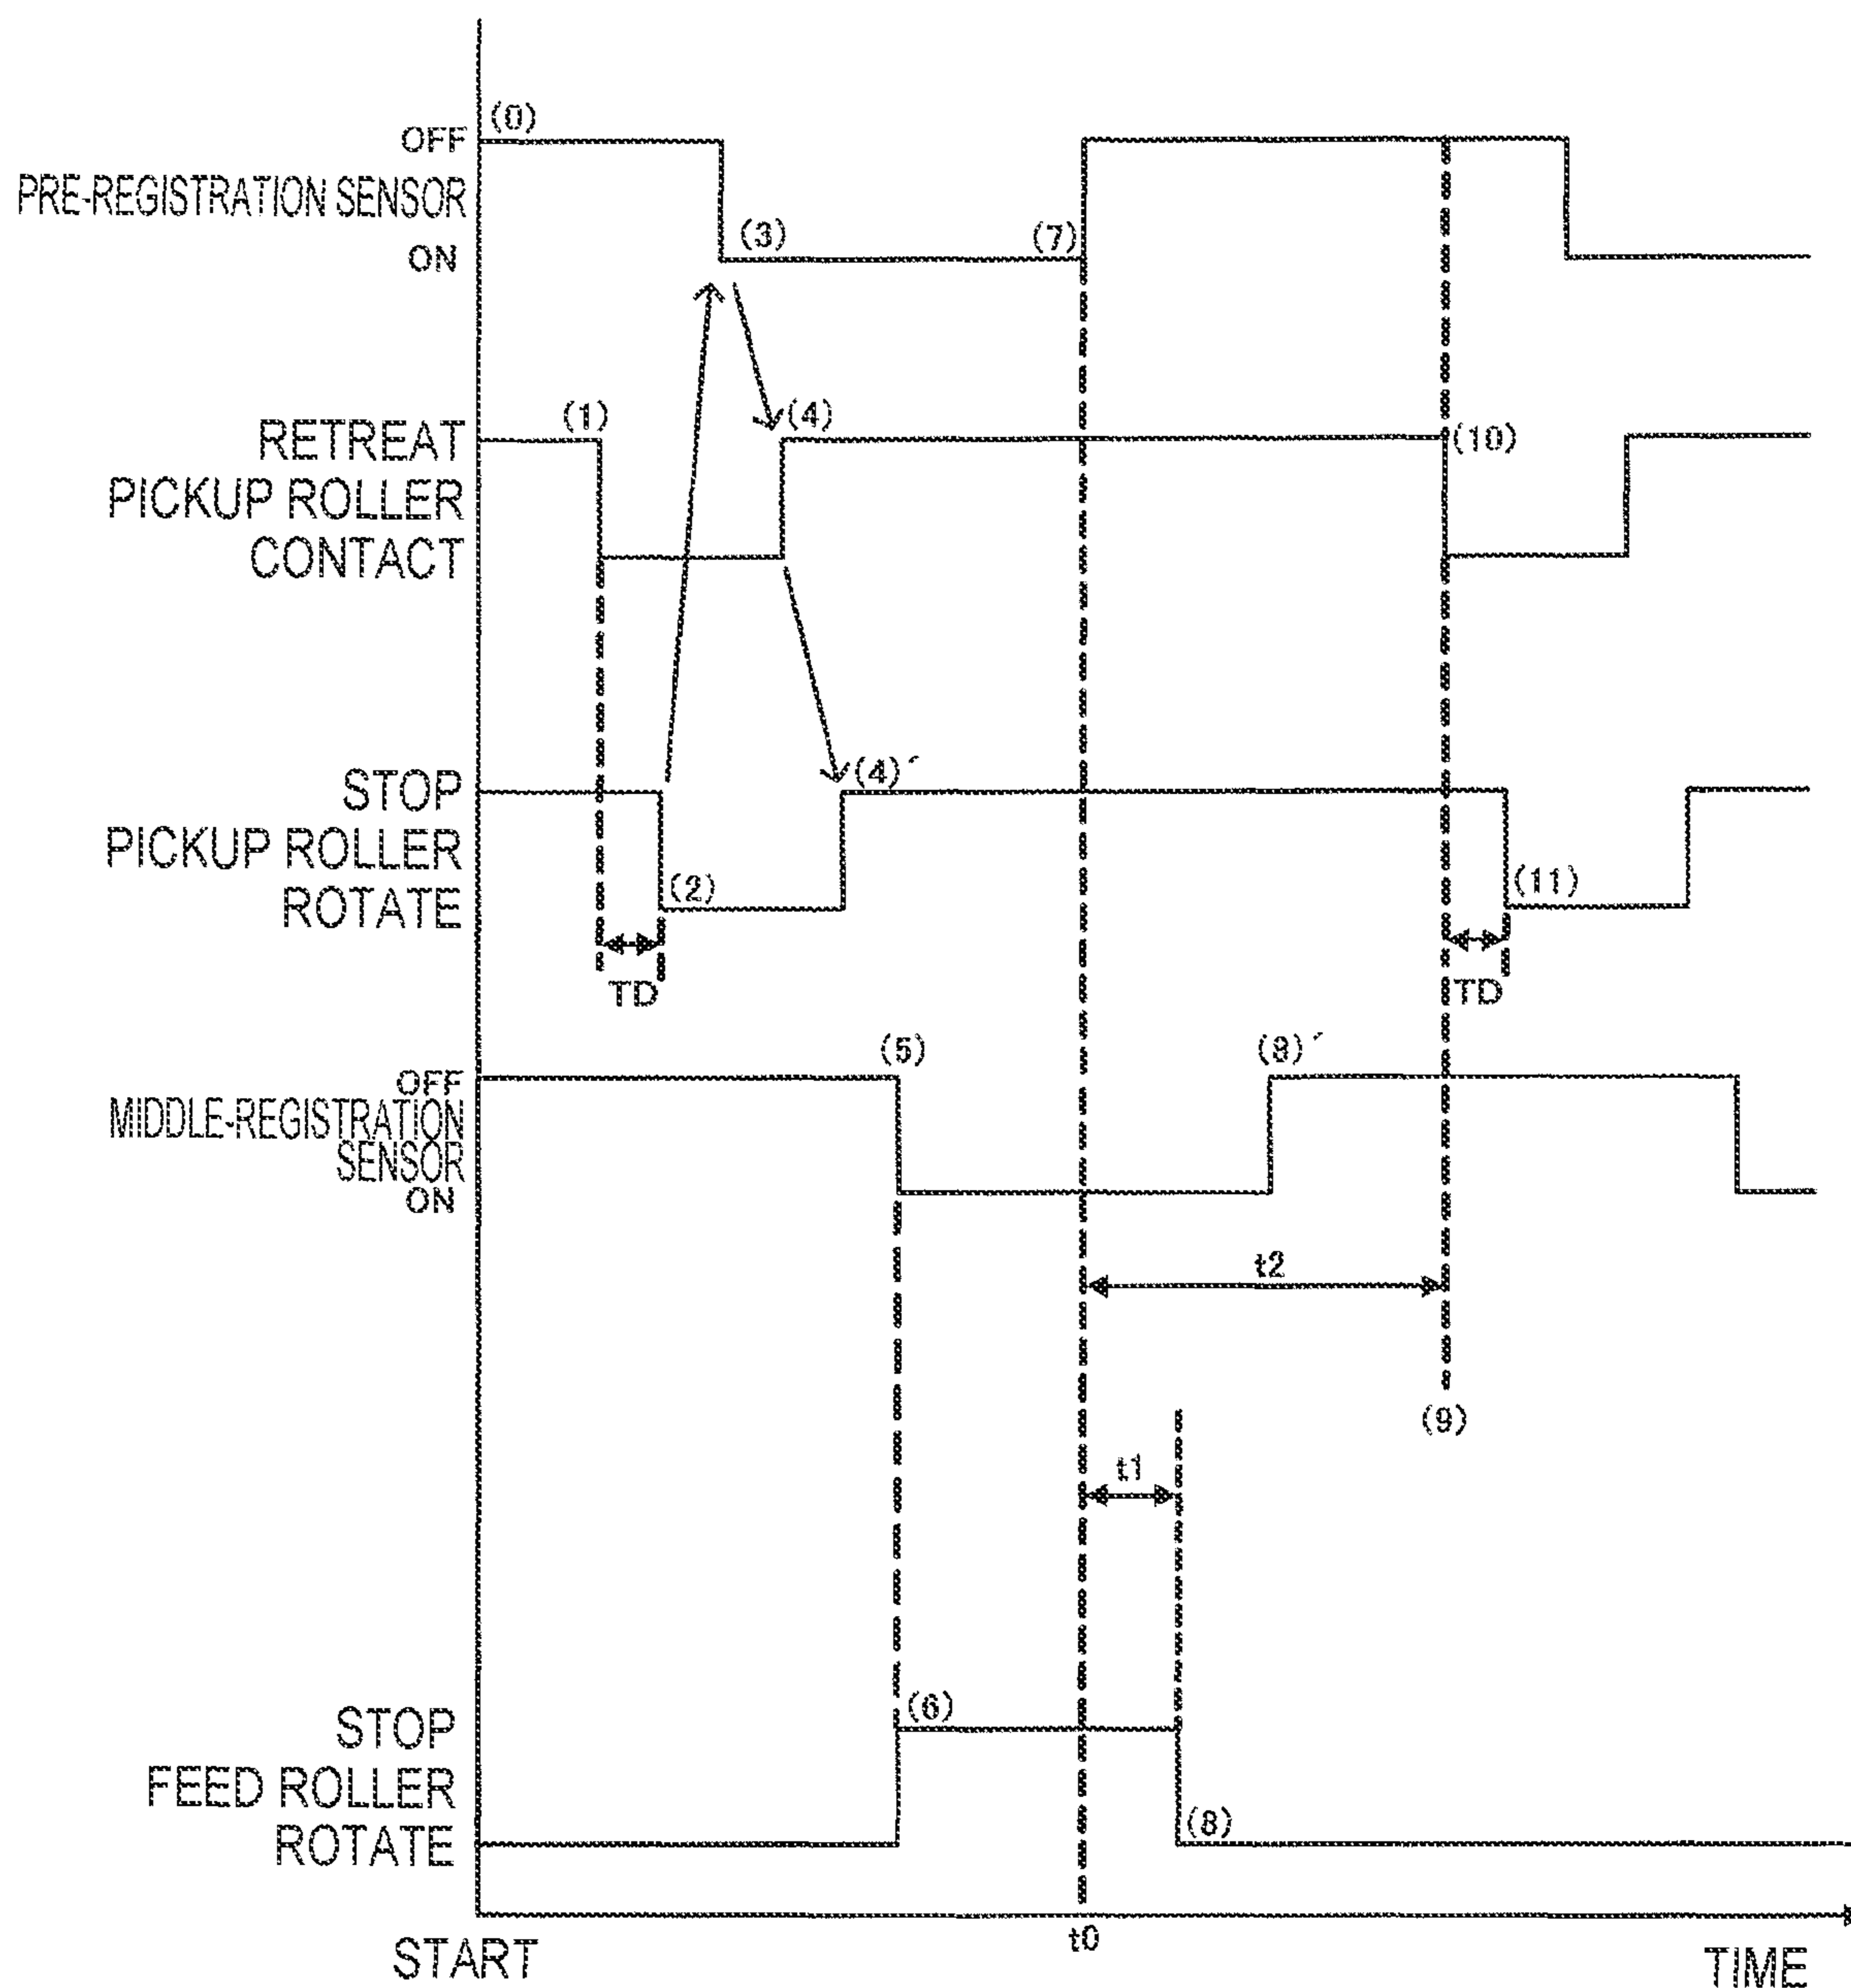 (0)
OFF
PRE-REGISTRATION SENSOR
(3)
(7)
ON
(1)
(4)
RETREAT
(10)
PICKUP ROLLER
CONTACT
(4)´
STOP
PICKUP ROLLER
(2)
(11)
ROTATE
TD
TD
(5)
(8)´
OFF
MIDDLE-REGISTRATION
SENSOR
ON
t2
(9)
t1
(6)
STOP
FEED ROLLER
(8)
ROTATE
t0
START
TIME